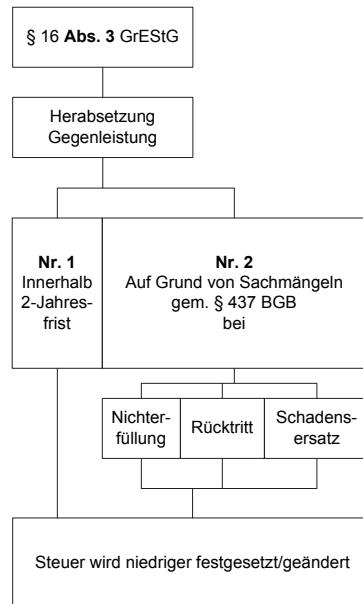 § 16 Abs. 3 GrEStG
Herabsetzung
Gegenleistung
Nr. 1
Innerhalb
2-Jahres-
frist
Nr. 2
Auf Grund von Sachmängeln
gem. § 437 BGB
bei
Nichter-
füllung
Rücktritt
Schadens-
ersatz
Steuer wird niedriger festgesetzt/geändert